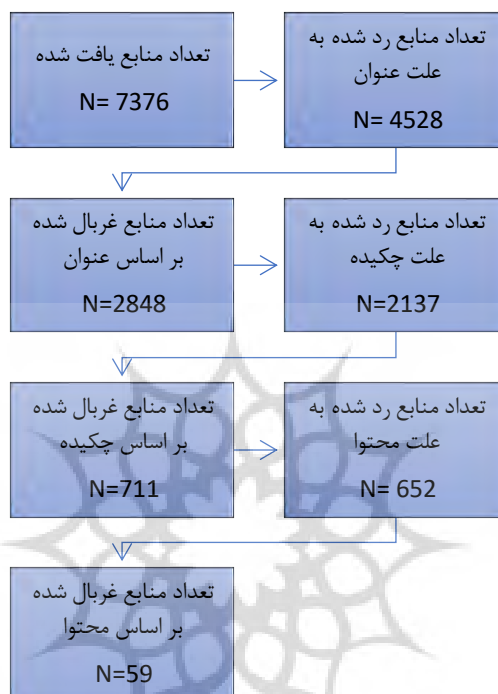 تعداد منابع یافت شده
N= 7376
تعداد منابع رد شده به
علت عنوان
N= 4528
تعداد منابع غربال شده
بر اساس عنوان
N=2848
تعداد منابع رد شده به
علت چکیده
N=2137
تعداد منابع غربال شده
بر اساس چکیده
N=711
تعداد منابع رد شده به
علت محتوا
N= 652
تعداد منابع غربال شده
بر اساس محتوا
N=59